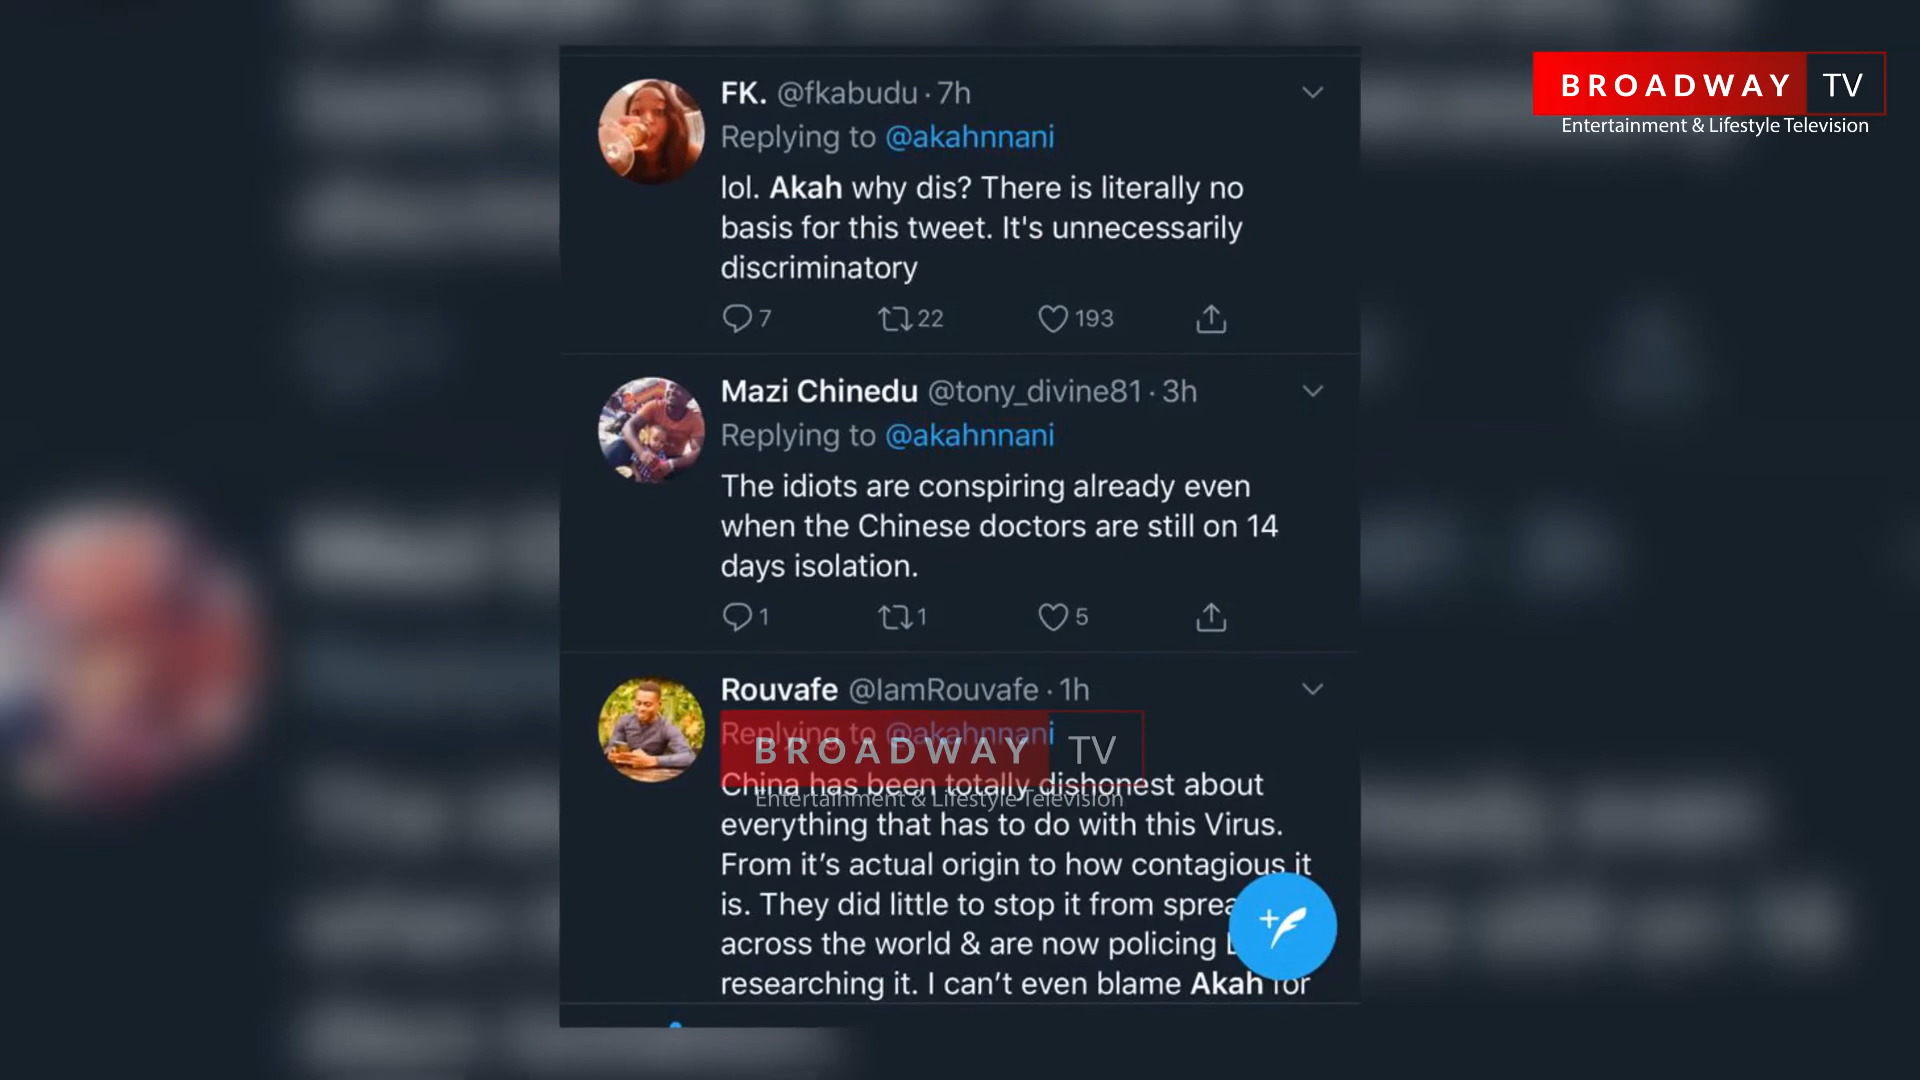 BROADWAY TV
Entertainment & Lifestyle Television
FK. @fkabudu · 7h
Replying to @akahnnani
lol. Akah why dis? There is literally no
basis for this tweet. It's unnecessarily
discriminatory
7 22 193
Mazi Chinedu @tony_divine81 · 3h
Replying to @akahnnani
The idiots are conspiring already even
when the Chinese doctors are still on 14
days isolation.
1 1 5
Rouvafe @IamRouvafe · 1h
Replying to @akahnnani
BROADWAY TV
China has been totally dishonest about
Entertainment & Lifestyle Television
everything that has to do with this Virus.
From it’s actual origin to how contagious it
is. They did little to stop it from
across the world & are now policing
researching it. I can’t even blame Akah for